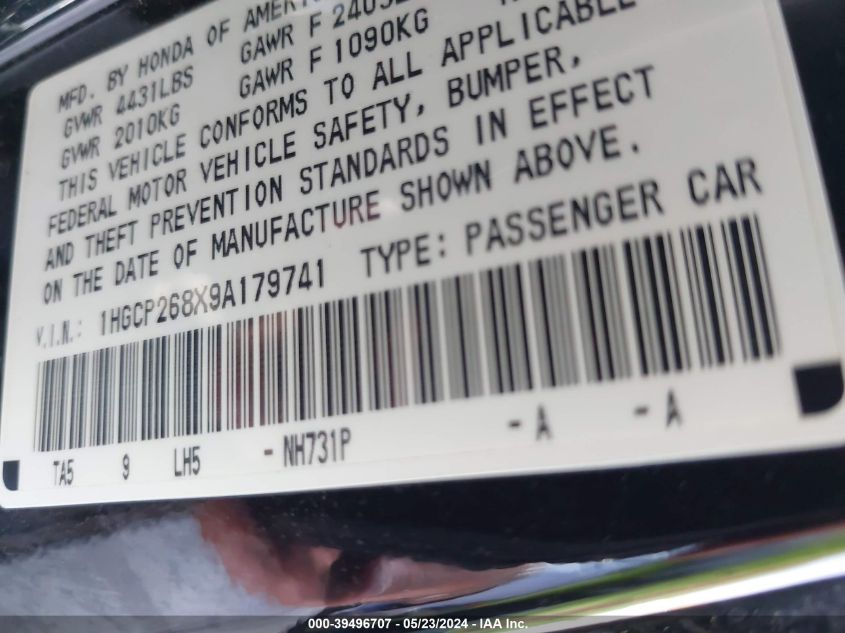 MFD. BY HONDA OF AMERICA
GVWR 4431LBS GAWR F
GVWR 2010KG GAWR F 1090KG
THIS VEHICLE CONFORMS TO ALL APPLICABLE
FEDERAL MOTOR VEHICLE SAFETY, BUMPER,
AND THEFT PREVENTION STANDARDS IN EFFECT
ON THE DATE OF MANUFACTURE SHOWN ABOVE.
V.I.N.: 1HGCP268X9A179741 TYPE: PASSENGER CAR
TA5 9 LH5 - NH731P - A - A
000-39496707 - 05/23/2024 - IAA Inc.